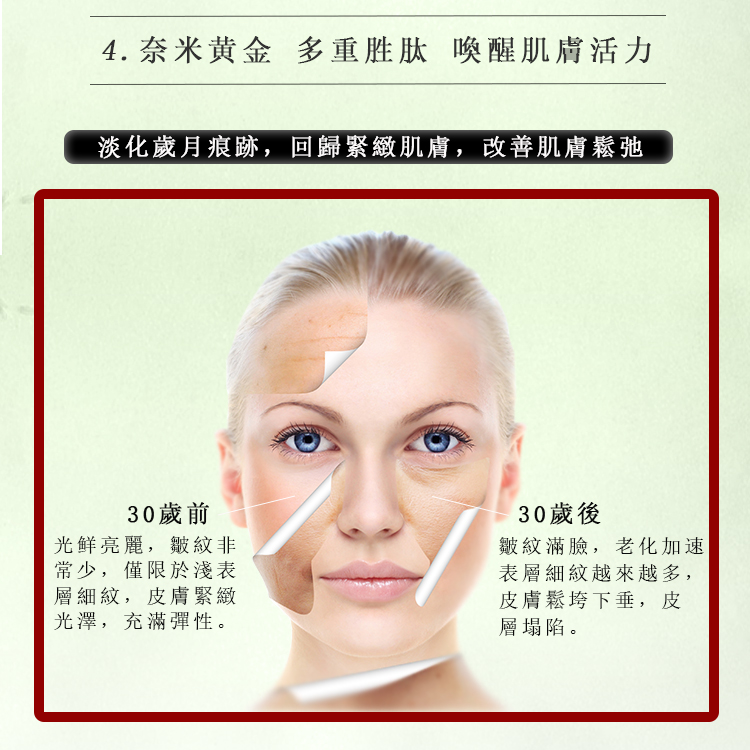 4.奈米黄金 多重胜肽 喚醒肌膚活力
淡化歲月痕跡，回歸緊緻肌膚，改善肌膚鬆弛
30歲前
光鮮亮麗，皺紋非
常少，僅限於淺表
層細紋，皮膚緊緻
光澤，充滿彈性。
30歲後
皺紋滿臉，老化加速
表層細紋越來越多，
皮膚鬆垮下垂，皮
層塌陷。